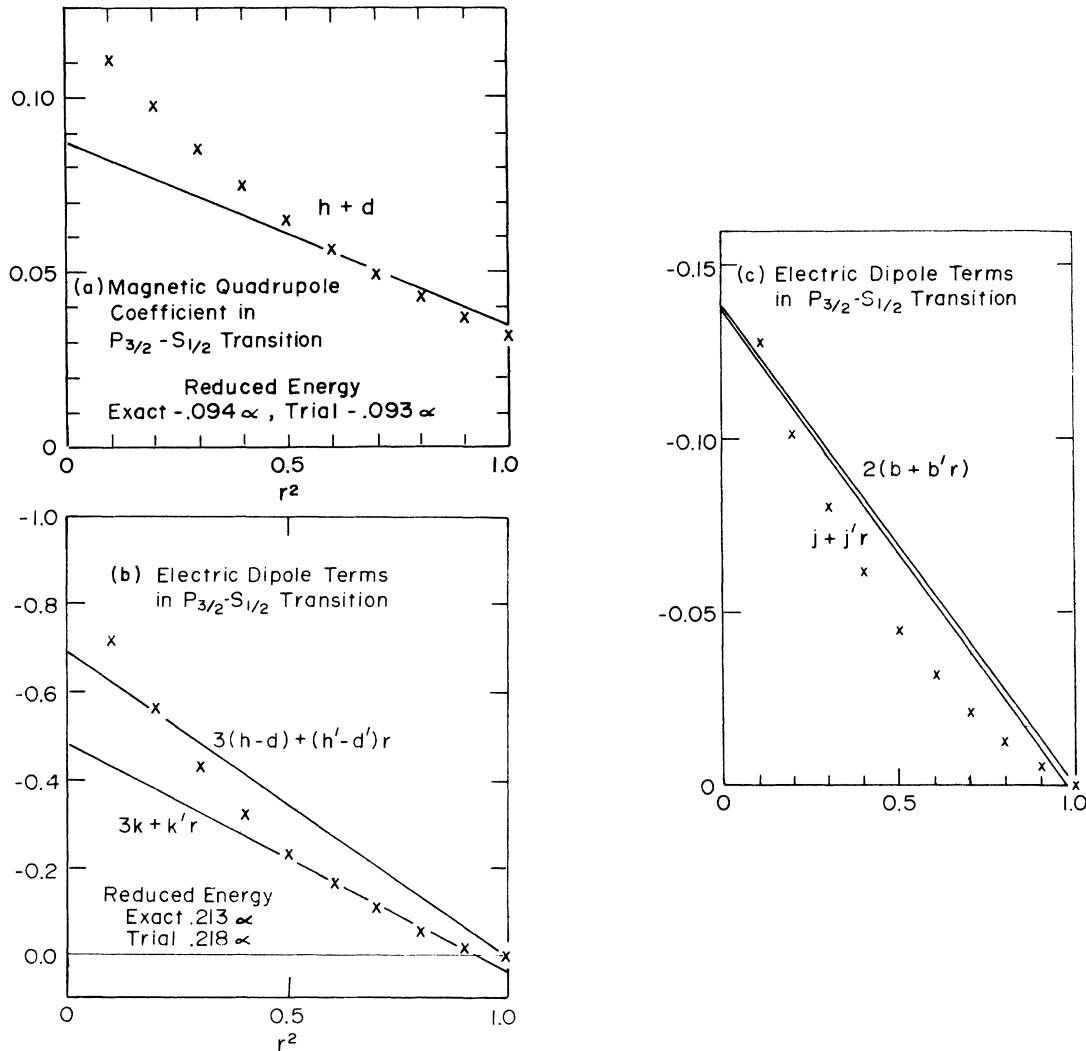 0.10
0.05
0
h + d
(a) Magnetic Quadrupole
Coefficient in
P3/2 - S1/2 Transition
Reduced Energy
Exact -.094 α , Trial -.093 α
0 0.5 1.0
r²
-1.0
-0.8
-0.6
-0.4
-0.2
0.0
(b) Electric Dipole Terms
in P3/2-S1/2 Transition
3(h-d)+(h'-d')r
3k+k'r
Reduced Energy
Exact .213 α
Trial .218 α
0 0.5 1.0
r²
-0.15
-0.10
-0.05
0
(c) Electric Dipole Terms
in P3/2-S1/2 Transition
2(b+b'r)
j+j'r
0 0.5 1.0